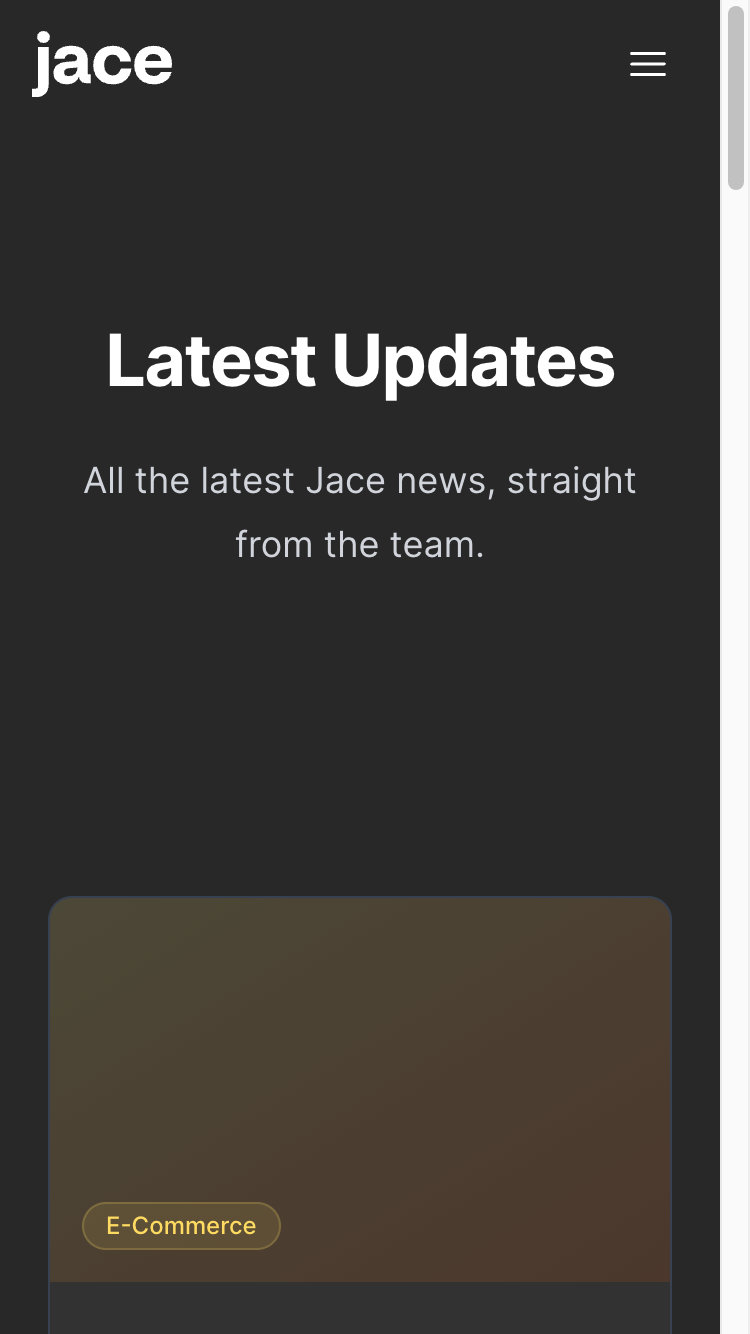 jace
Latest Updates
All the latest Jace news, straight
from the team.
E-Commerce